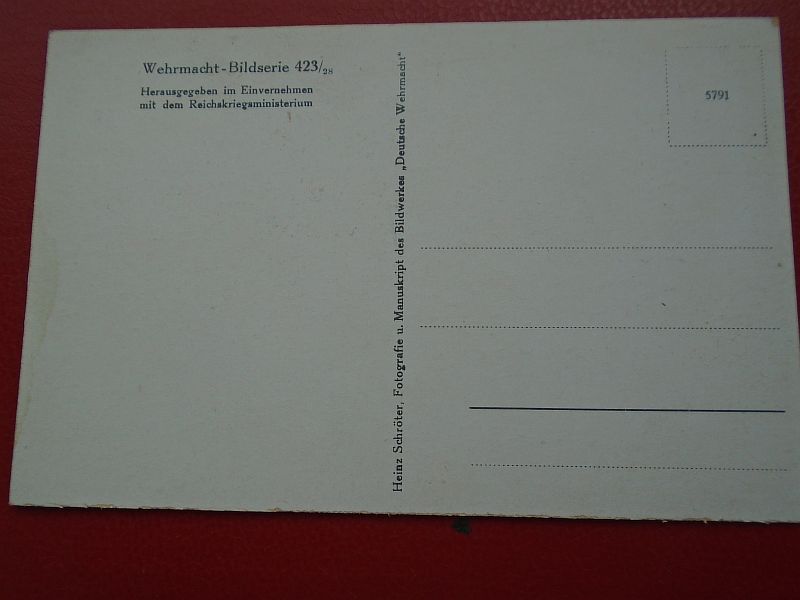 Wehrmacht-Bildserie 423/28
Herausgegeben im Einvernehmen
mit dem Reichskriegsministerium
Heinz Schröter, Fotografie u. Manuskript des Bildwerkes „Deutsche Wehrmacht“
5791